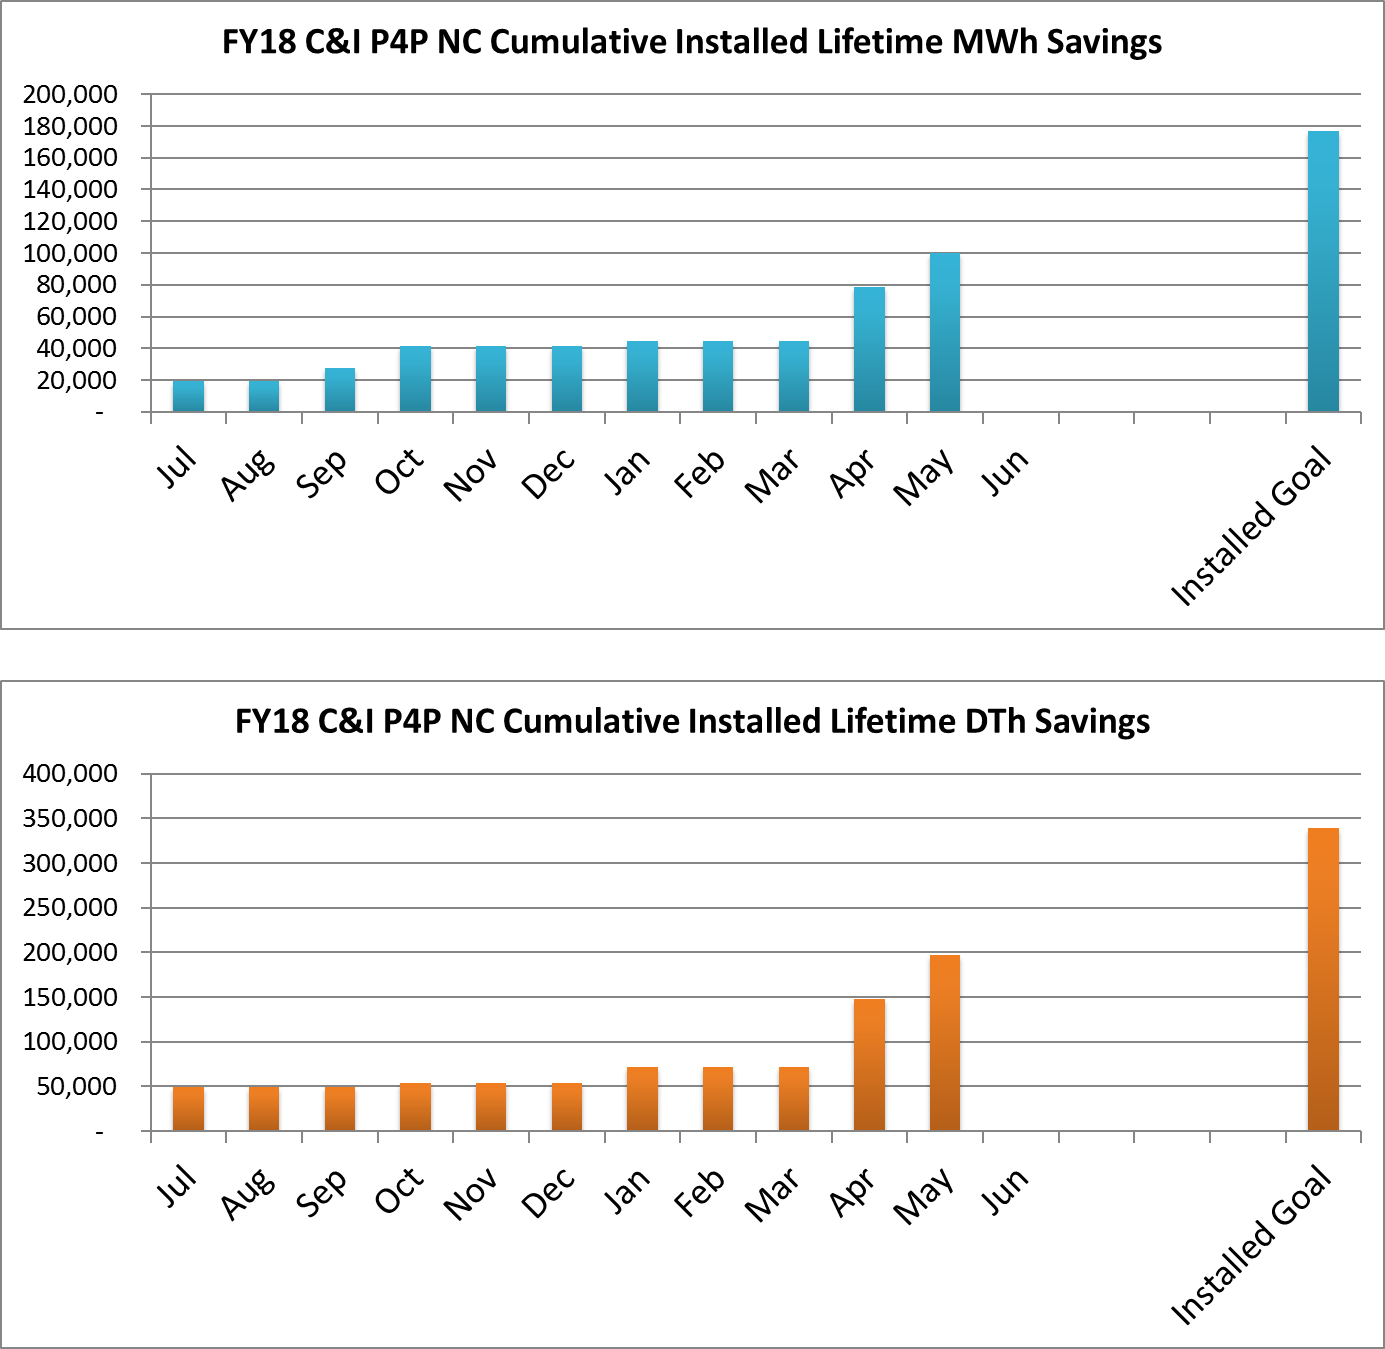 FY18 C&I P4P NC Cumulative Installed Lifetime MWh Savings
200,000
180,000
160,000
140,000
120,000
100,000
80,000
60,000
40,000
20,000
-
Jul
Aug
Sep
Oct
Nov
Dec
Jan
Feb
Mar
Apr
May
Jun
Installed Goal
FY18 C&I P4P NC Cumulative Installed Lifetime DTh Savings
400,000
350,000
300,000
250,000
200,000
150,000
100,000
50,000
-
Jul
Aug
Sep
Oct
Nov
Dec
Jan
Feb
Mar
Apr
May
Jun
Installed Goal